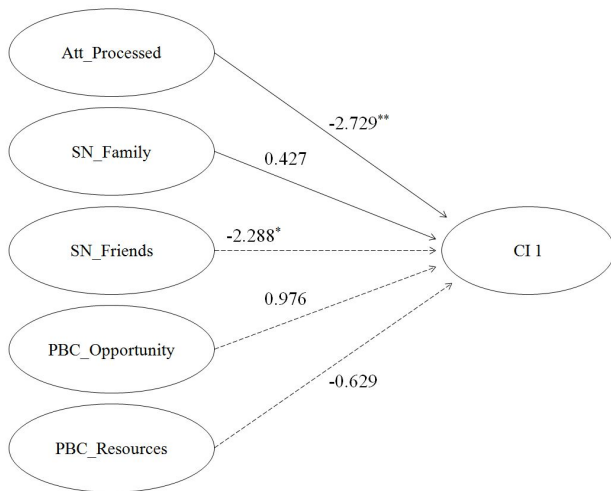 Att_Processed
-2.729**
SN_Family
0.427
SN_Friends
-2.288*
CI 1
0.976
PBC_Opportunity
-0.629
PBC_Resources